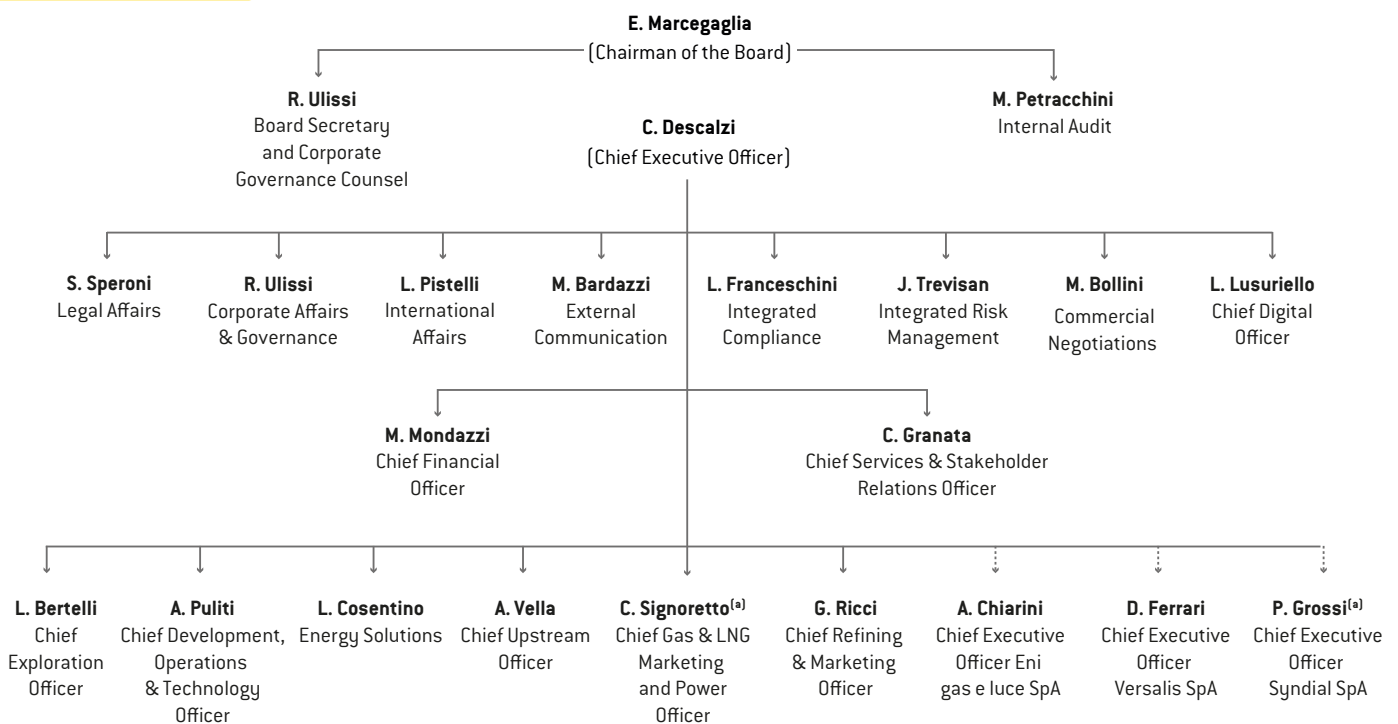 E. Marcegaglia
(Chairman of the Board)
R. Ulissi
Board Secretary
and Corporate
Governance Counsel
M. Petracchini
Internal Audit
C. Descalzi
(Chief Executive Officer)
S. Speroni
Legal Affairs
R. Ulissi
Corporate Affairs
& Governance
L. Pistelli
International
Affairs
M. Bardazzi
External
Communication
L. Franceschini
Integrated
Compliance
J. Trevisan
Integrated Risk
Management
M. Bollini
Commercial
Negotiations
L. Lusuriello
Chief Digital
Officer
M. Mondazzi
Chief Financial
Officer
C. Granata
Chief Services & Stakeholder
Relations Officer
L. Bertelli
Chief
Exploration
Officer
A. Puliti
Chief Development,
Operations
& Technology
Officer
L. Cosentino
Energy Solutions
A. Vella
Chief Upstream
Officer
C. Signoretto(a)
Chief Gas & LNG
Marketing
and Power
Officer
G. Ricci
Chief Refining
& Marketing
Officer
A. Chiarini
Chief Executive
Officer Eni
gas e luce SpA
D. Ferrari
Chief Executive
Officer
Versalis SpA
P. Grossi(a)
Chief Executive
Officer
Syndial SpA